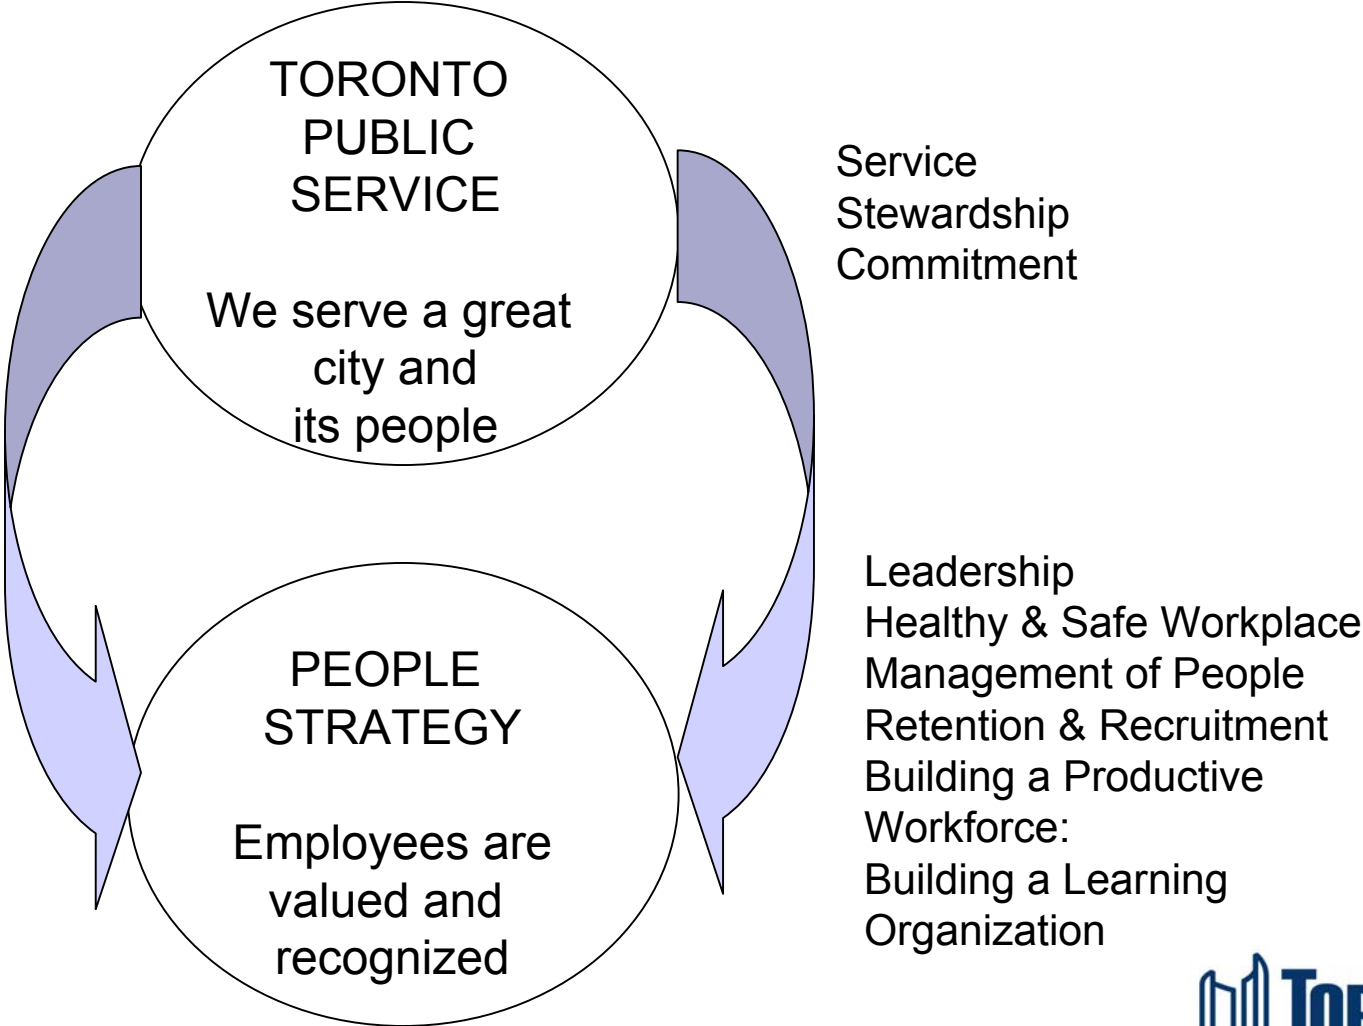 TORONTO
PUBLIC
SERVICE
We serve a great
city and
its people
Service
Stewardship
Commitment
PEOPLE
STRATEGY
Employees are
valued and
recognized
Leadership
Healthy & Safe Workplace
Management of People
Retention & Recruitment
Building a Productive
Workforce:
Building a Learning
Organization